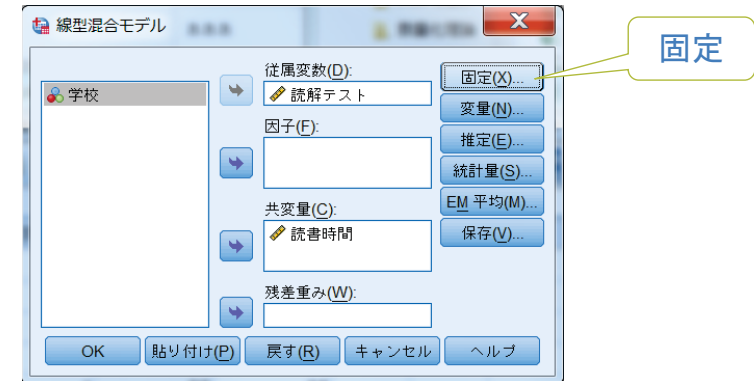 線型混合モデル
学校
従属変数(D):
読解テスト
因子(F):
共変量(C):
読書時間
残差重み(W):
固定(X)...
変量(N)...
推定(E)...
統計量(S)...
EM 平均(M)...
保存(V)...
OK
貼り付け(P)
戻す(R)
キャンセル
ヘルプ
固定